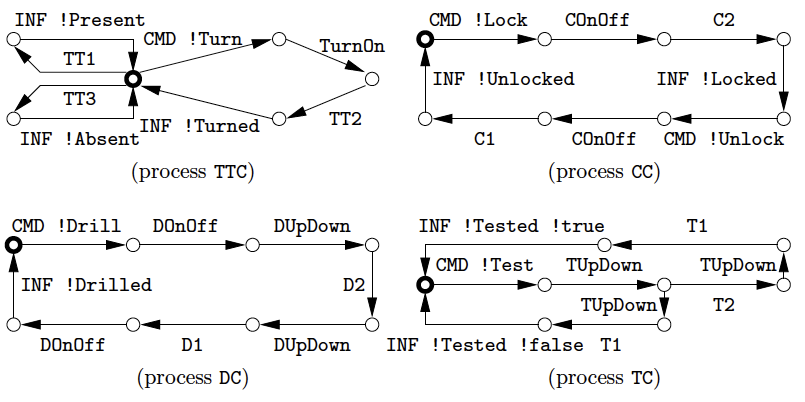 INF !Present
CMD !Turn
TurnOn
TT1
TT3
INF !Absent
INF !Turned
TT2
(process TTC)
CMD !Lock
COnOff
C2
INF !Unlocked
INF !Locked
C1
COnOff
CMD !Unlock
(process CC)
CMD !Drill
DOnOff
DUpDown
INF !Drilled
D2
DOnOff
D1
DUpDown
(process DC)
INF !Tested !true
T1
CMD !Test
TUpDown
TUpDown
TUpDown
T2
INF !Tested !false
T1
(process TC)